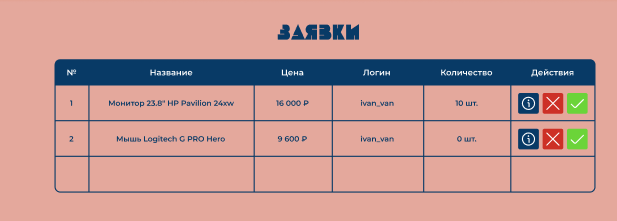 ЗАЯВКИ
№ Название Цена Логин Количество Действия
1 Монитор 23.8" HP Pavilion 24xw 16 000 ₽ ivan_van 10 шт.
2 Мышь Logitech G PRO Hero 9 600 ₽ ivan_van 0 шт.